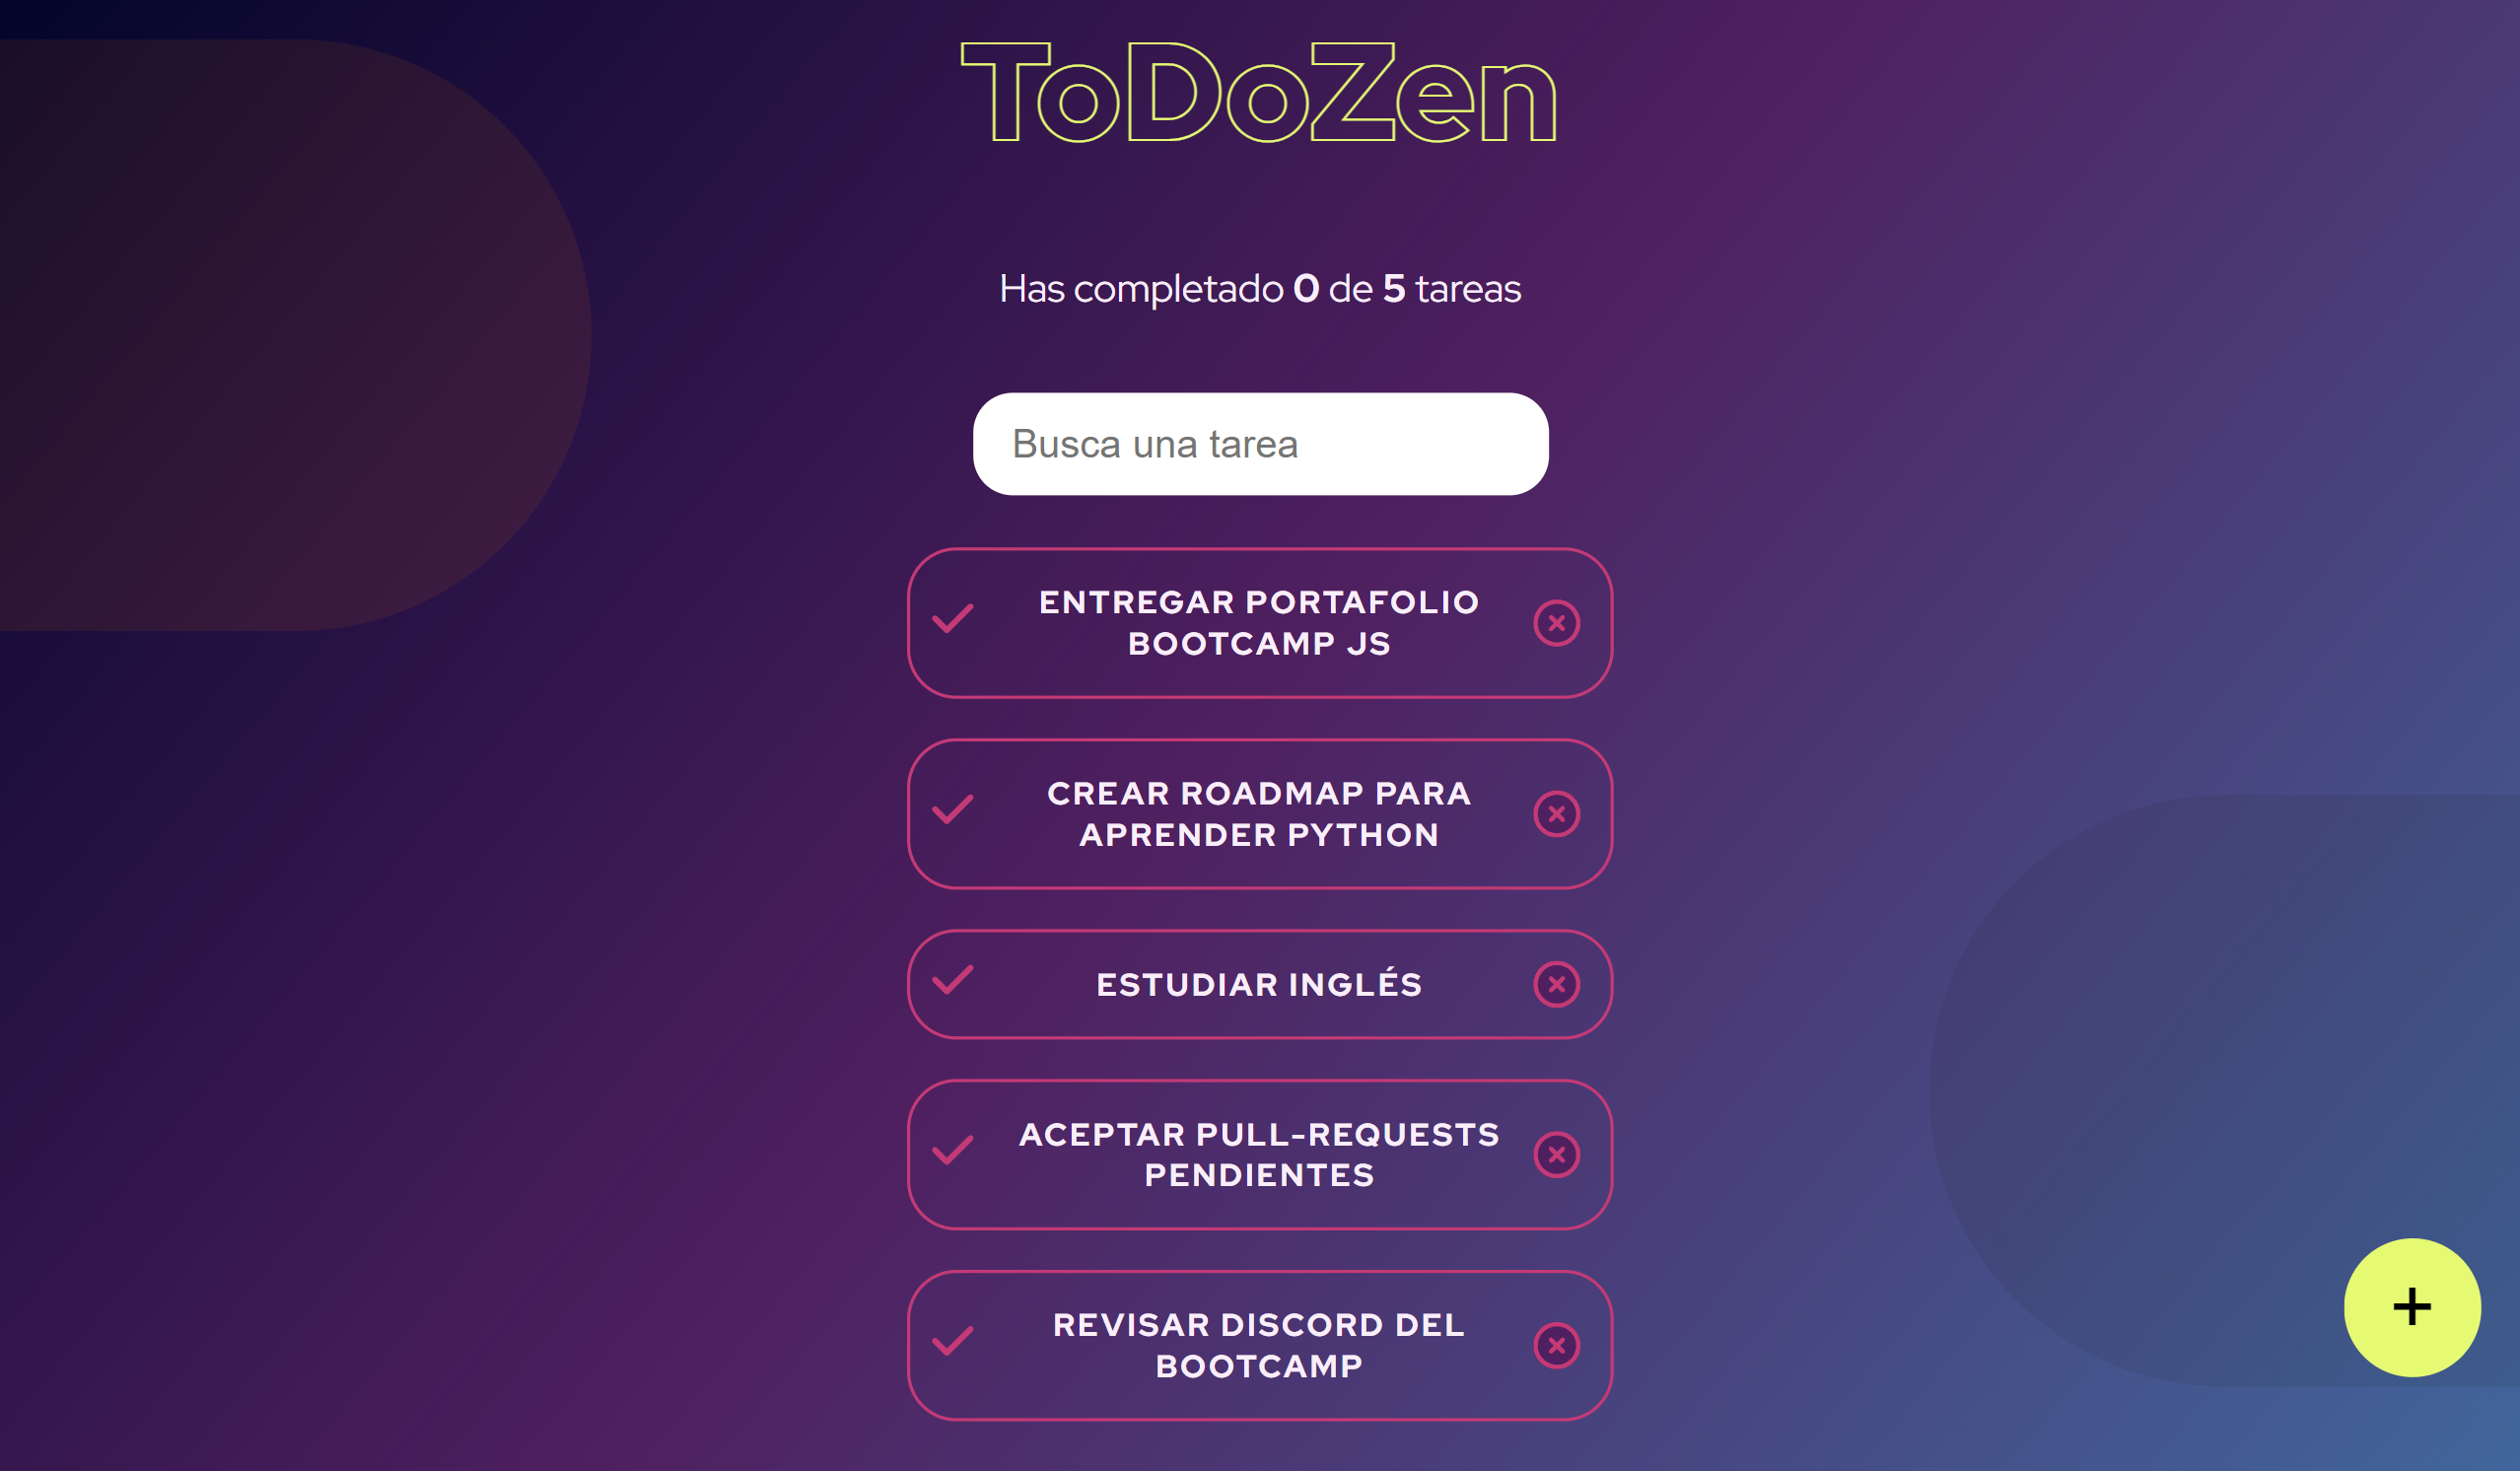 ToDoZen
Has completado 0 de 5 tareas
Busca una tarea
ENTREGAR PORTAFOLIO
BOOTCAMP JS
CREAR ROADMAP PARA
APRENDER PYTHON
ESTUDIAR INGLÉS
ACEPTAR PULL-REQUESTS
PENDIENTES
REVISAR DISCORD DEL
BOOTCAMP
+